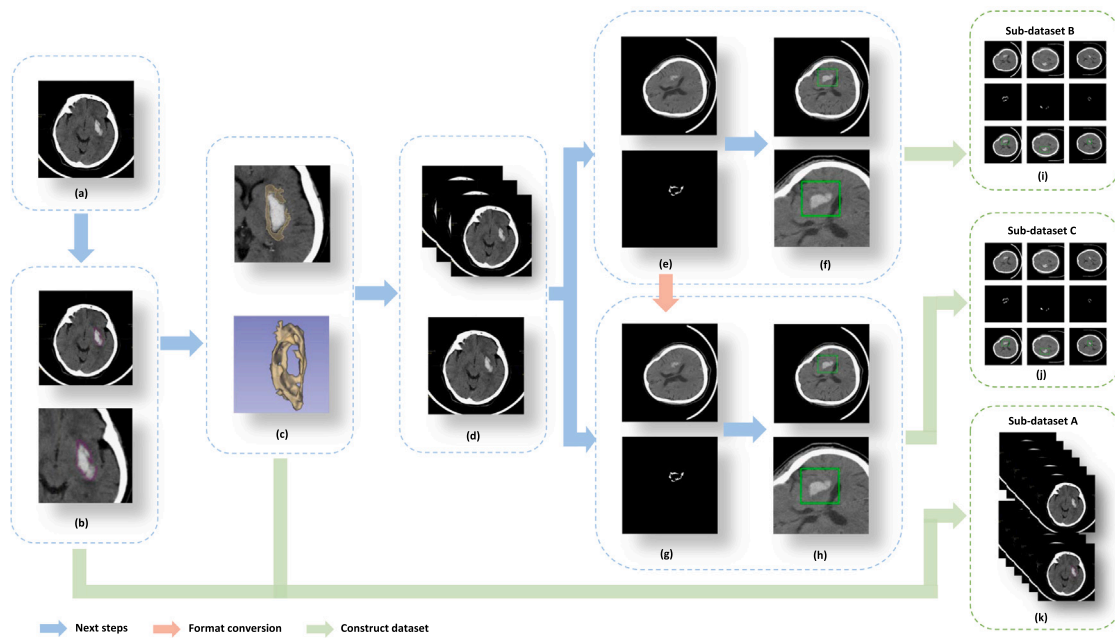 (a)
(b)
(c)
(d)
(e)
(f)
(g)
(h)
Sub-dataset B
(i)
Sub-dataset C
(j)
Sub-dataset A
(k)
Next steps
Format conversion
Construct dataset